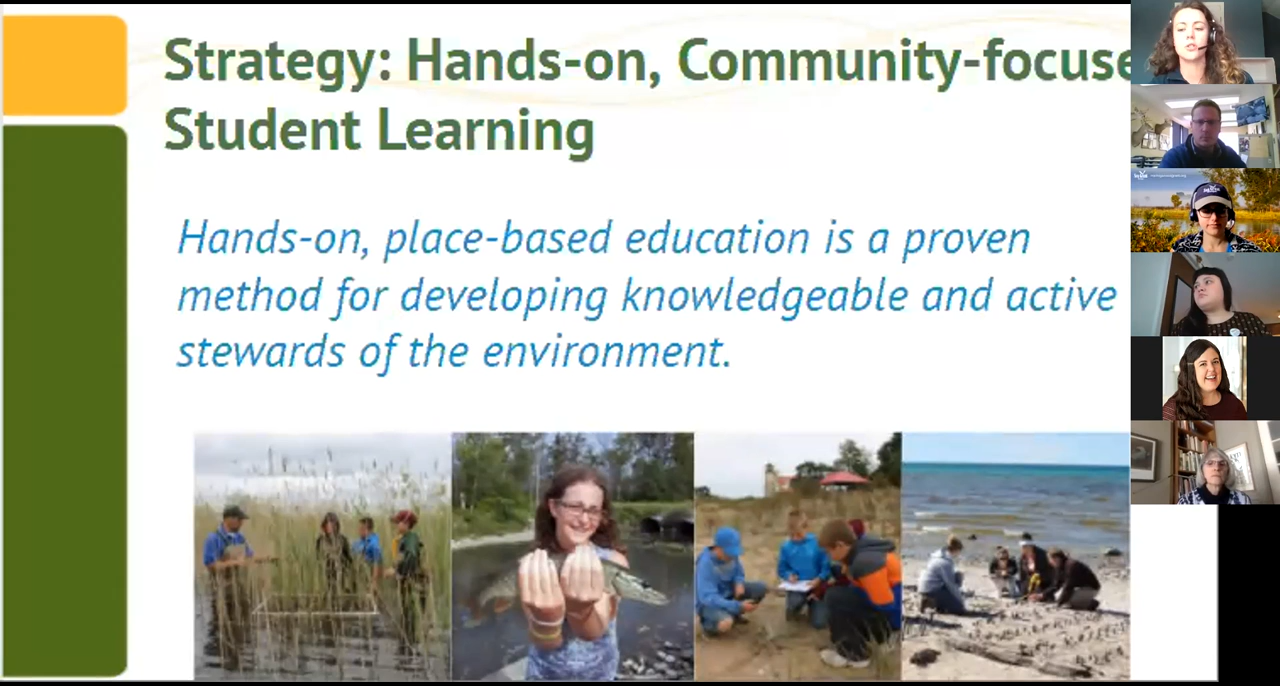 Strategy: Hands-on, Community-focuse
Student Learning
Hands-on, place-based education is a proven
method for developing knowledgeable and active
stewards of the environment.